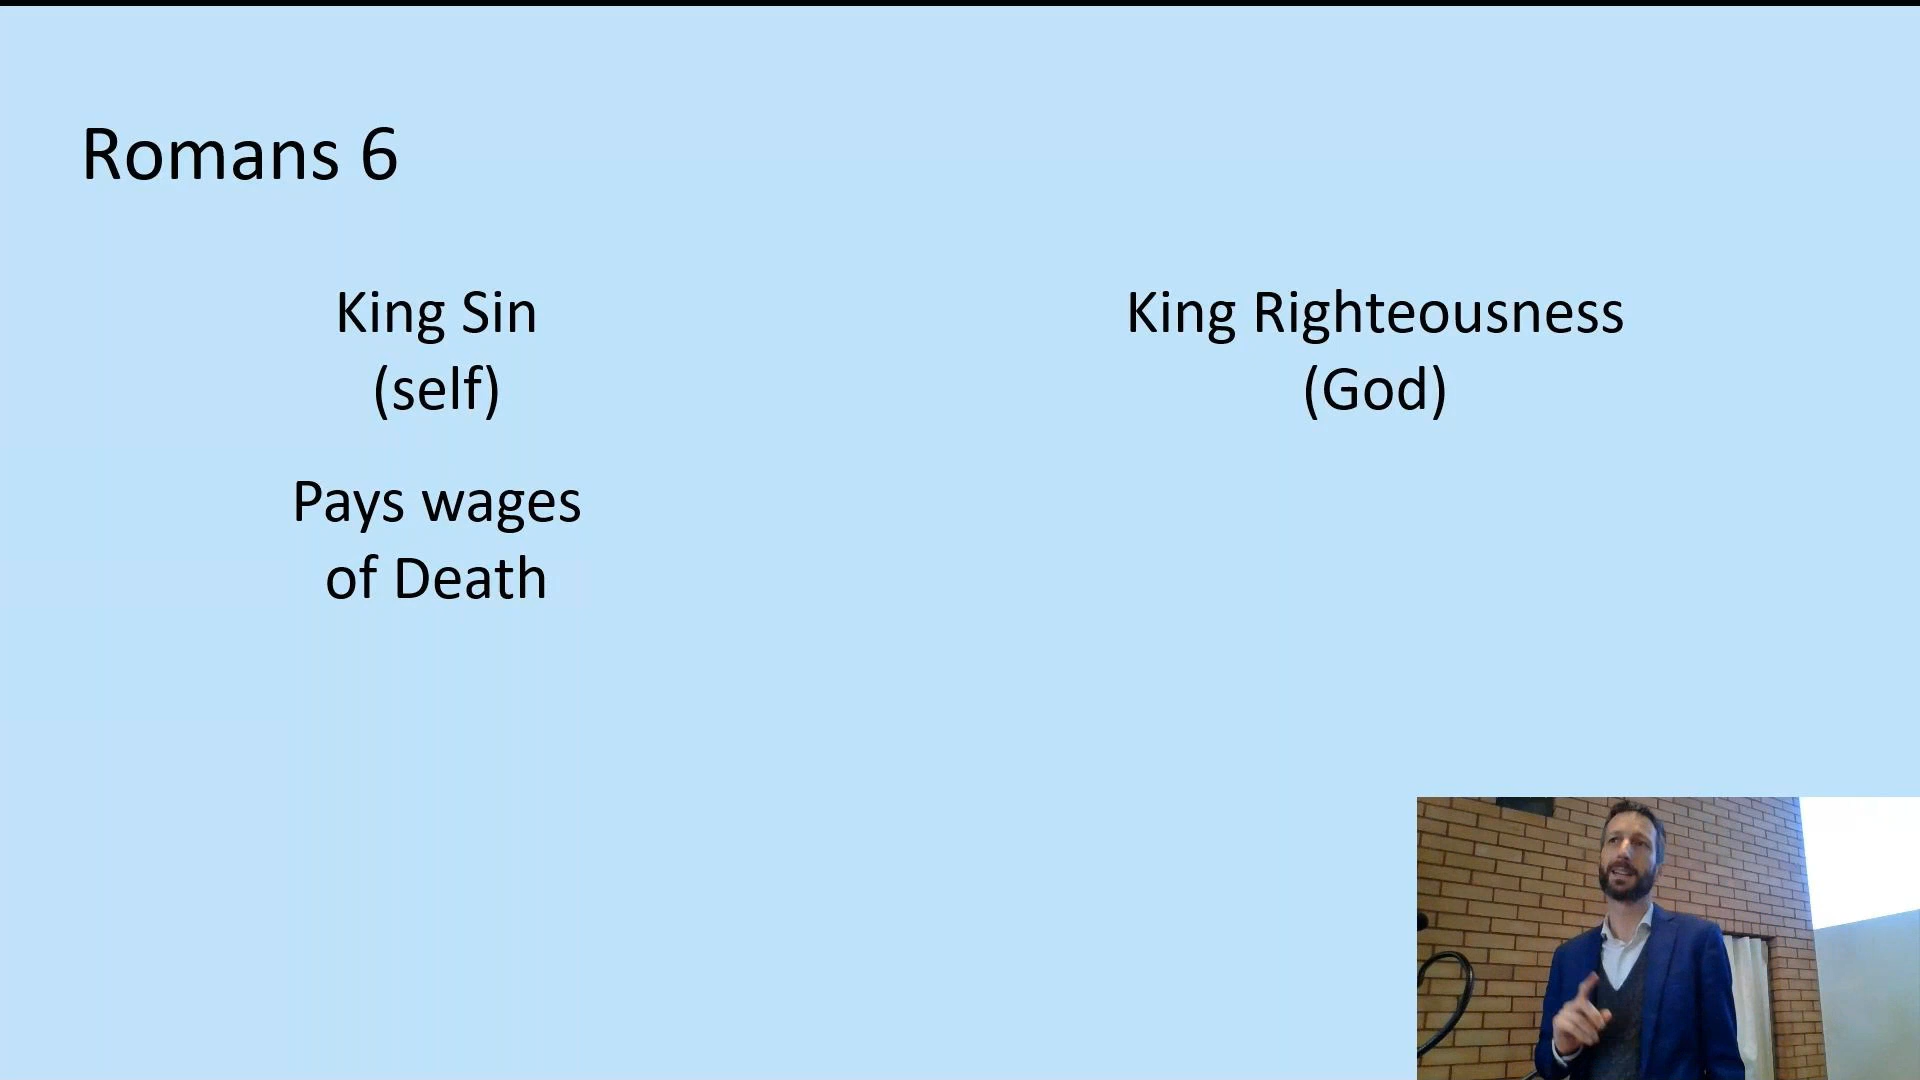 Romans 6
King Sin
(self)
Pays wages
of Death
King Righteousness
(God)